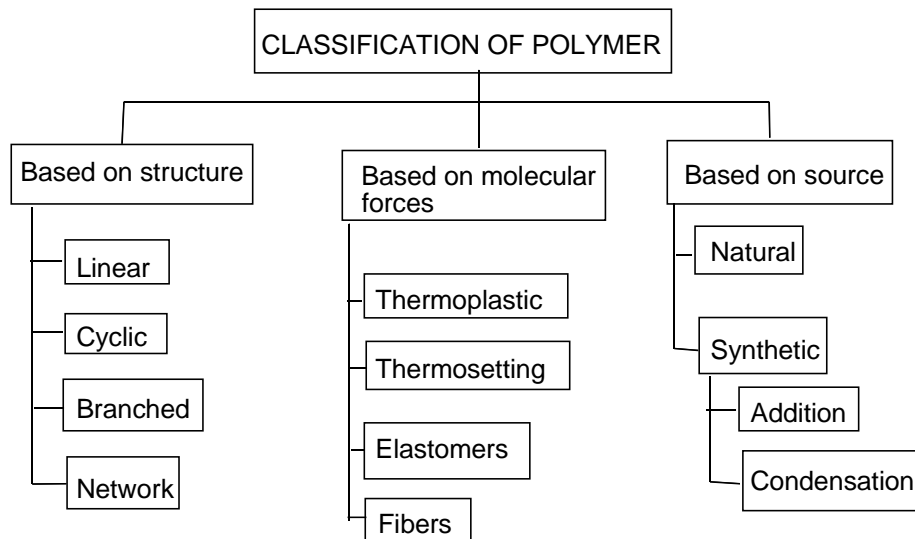 CLASSIFICATION OF POLYMER
Based on structure
Linear
Cyclic
Branched
Network
Based on molecular
forces
Thermoplastic
Thermosetting
Elastomers
Fibers
Based on source
Natural
Synthetic
Addition
Condensation